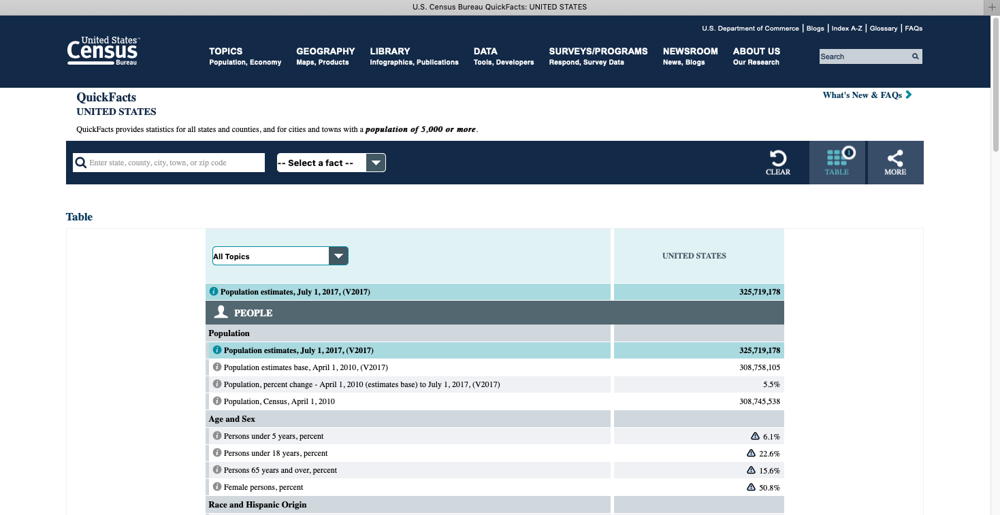 U.S. Census Bureau QuickFacts: UNITED STATES
U.S. Department of Commerce | Blogs | Index A-Z | Glossary | FAQs
United States™
Census
Bureau
TOPICS
Population, Economy
GEOGRAPHY
Maps, Products
LIBRARY
Infographics, Publications
DATA
Tools, Developers
SURVEYS/PROGRAMS
Respond, Survey Data
NEWSROOM
News, Blogs
ABOUT US
Our Research
Search
QuickFacts
What's New & FAQs
UNITED STATES
QuickFacts provides statistics for all states and counties, and for cities and towns with a population of 5,000 or more.
Enter state, county, city, town, or zip code
-- Select a fact --
CLEAR
TABLE
MORE
Table
All Topics
UNITED STATES
Population estimates, July 1, 2017, (V2017) 325,719,178
PEOPLE
Population
Population estimates, July 1, 2017, (V2017) 325,719,178
Population estimates base, April 1, 2010, (V2017) 308,758,105
Population, percent change - April 1, 2010 (estimates base) to July 1, 2017, (V2017) 5.5%
Population, Census, April 1, 2010 308,745,538
Age and Sex
Persons under 5 years, percent 6.1%
Persons under 18 years, percent 22.6%
Persons 65 years and over, percent 15.6%
Female persons, percent 50.8%
Race and Hispanic Origin